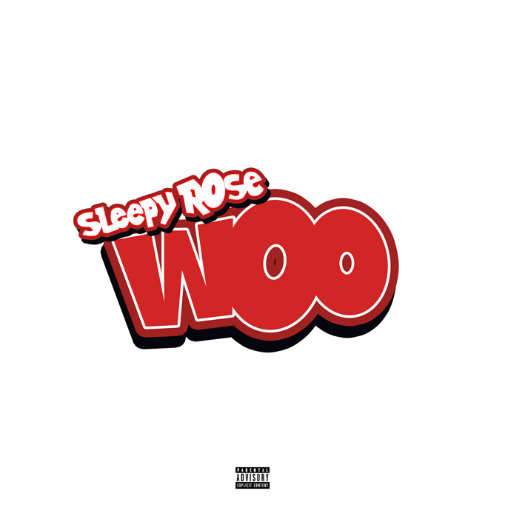 SLeepY ROSe
WOO
PARENTAL
ADVISORY
EXPLICIT CONTENT